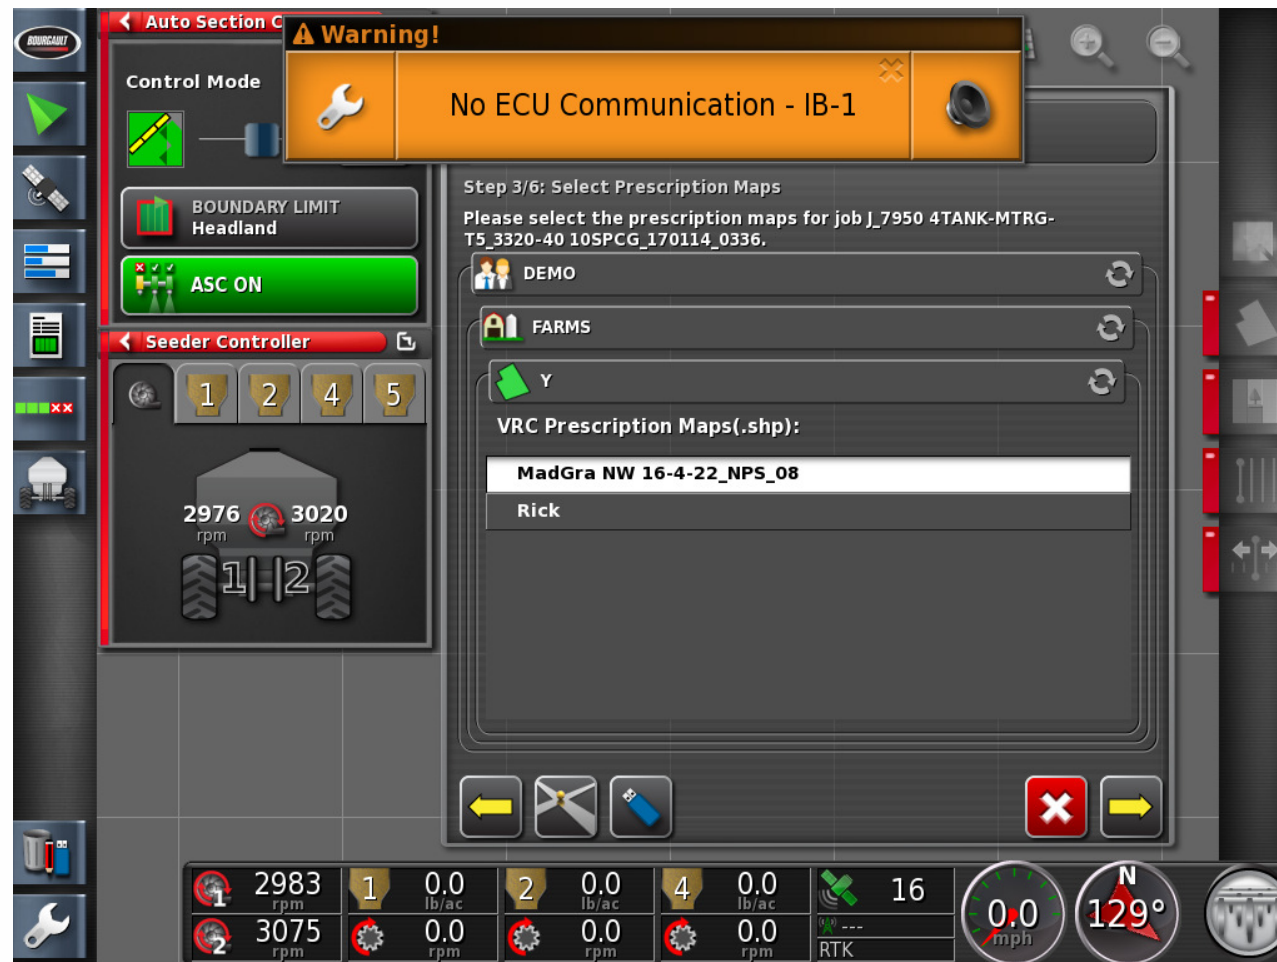 BOURGAULT
Auto Section C
Warning!
No ECU Communication - IB-1
Control Mode
BOUNDARY LIMIT
Headland
ASC ON
Seeder Controller
1 2 4 5
2976 3020
rpm rpm
1 2
Step 3/6: Select Prescription Maps
Please select the prescription maps for job J_7950 4TANK-MTRG-
T5_3320-40 10SPCG_170114_0336.
DEMO
FARMS
Y
VRC Prescription Maps(.shp):
MadGra NW 16-4-22_NPS_08
Rick
1 2983 rpm 1 0.0 lb/ac 2 0.0 lb/ac 4 0.0 lb/ac 16
2 3075 rpm 0.0 rpm 0.0 rpm 0.0 rpm ---
RTK
0.0
mph
N
129°